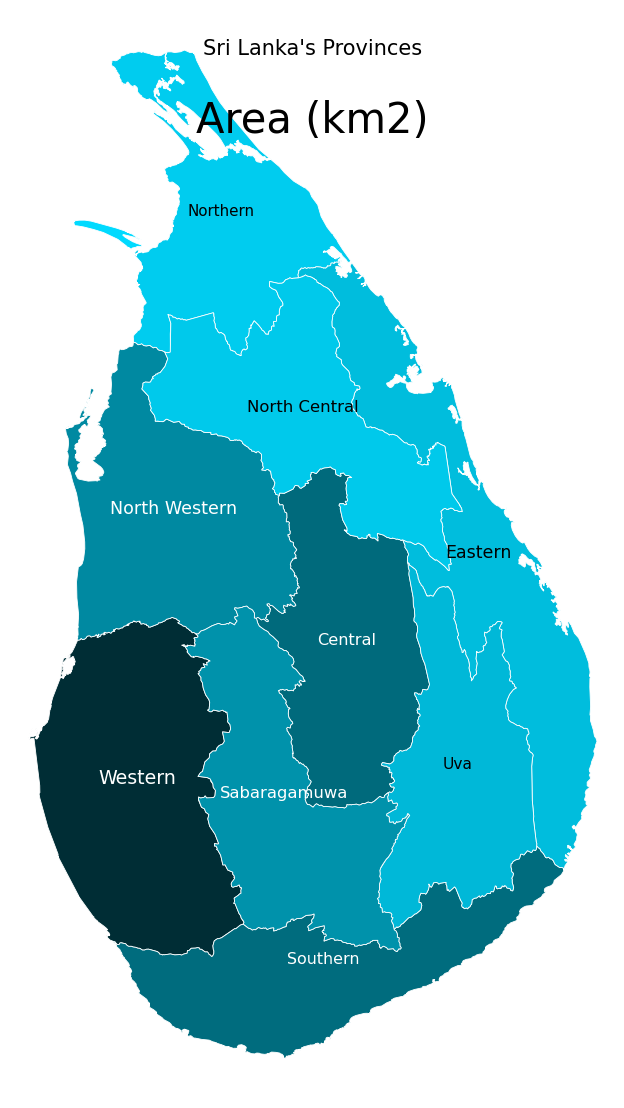 Sri Lanka's Provinces
Area (km2)
Northern
North Central
North Western
Eastern
Central
Uva
Western
Sabaragamuwa
Southern